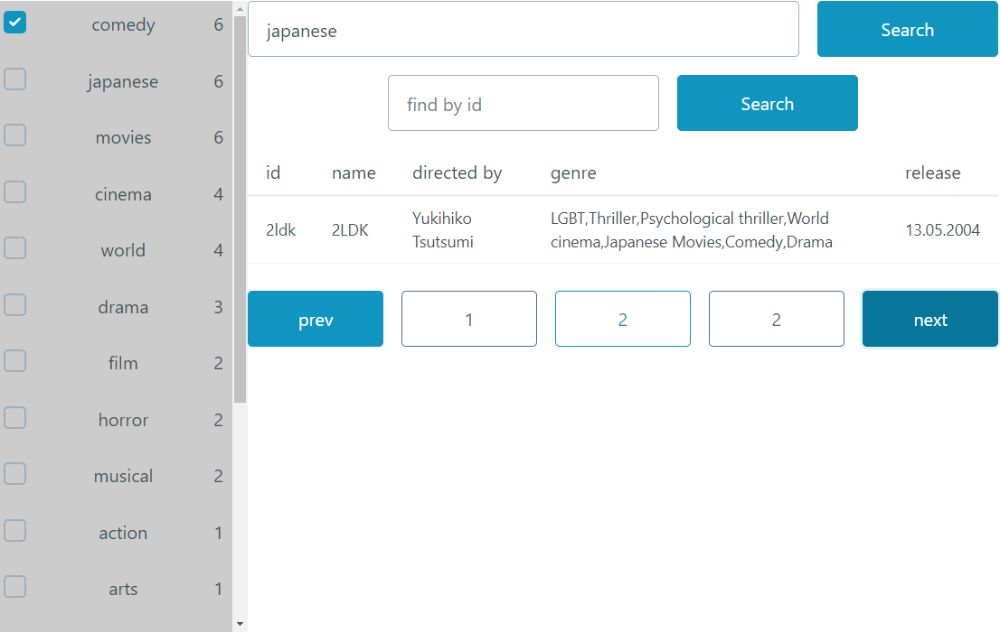 comedy 6
japanese 6
movies 6
cinema 4
world 4
drama 3
film 2
horror 2
musical 2
action 1
arts 1
japanese Search
find by id Search
id name directed by genre release
2ldk 2LDK Yukihiko Tsutsumi LGBT,Thriller,Psychological thriller,World cinema,Japanese Movies,Comedy,Drama 13.05.2004
prev 1 2 2 next